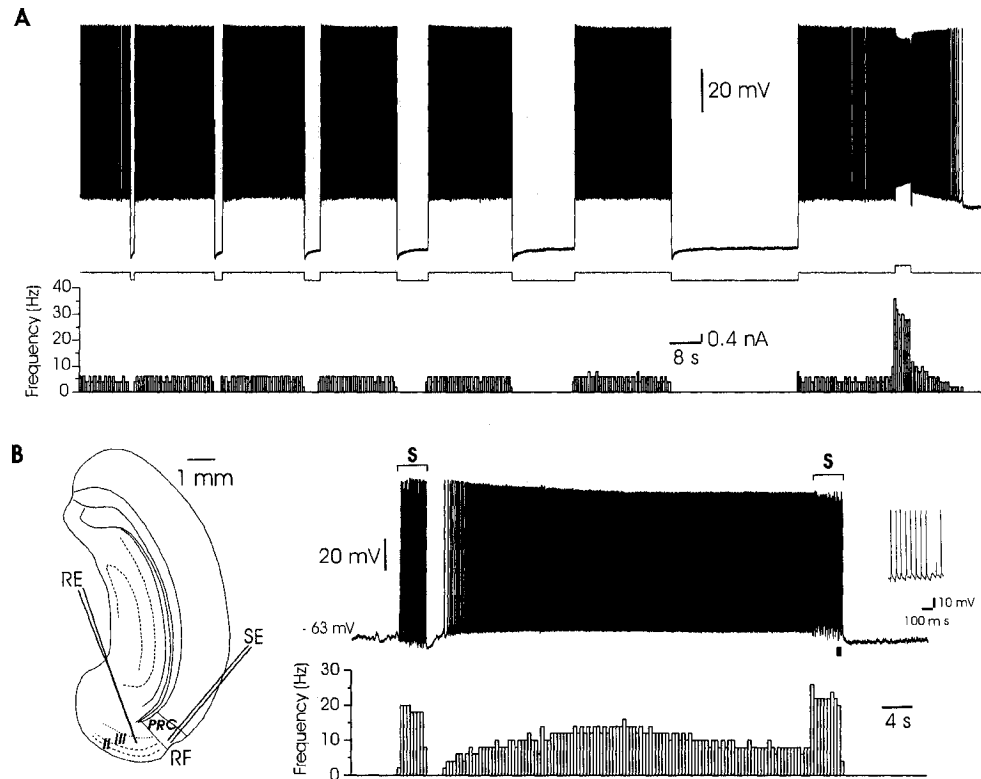 A
20 mV
Frequency (Hz)
40
30
20
10
0
8 s
0.4 nA
B
1 mm
RE
SE
PRC
II
III
RF
S
S
20 mV
- 63 mV
10 mV
100 m s
Frequency (Hz)
30
20
10
0
4 s